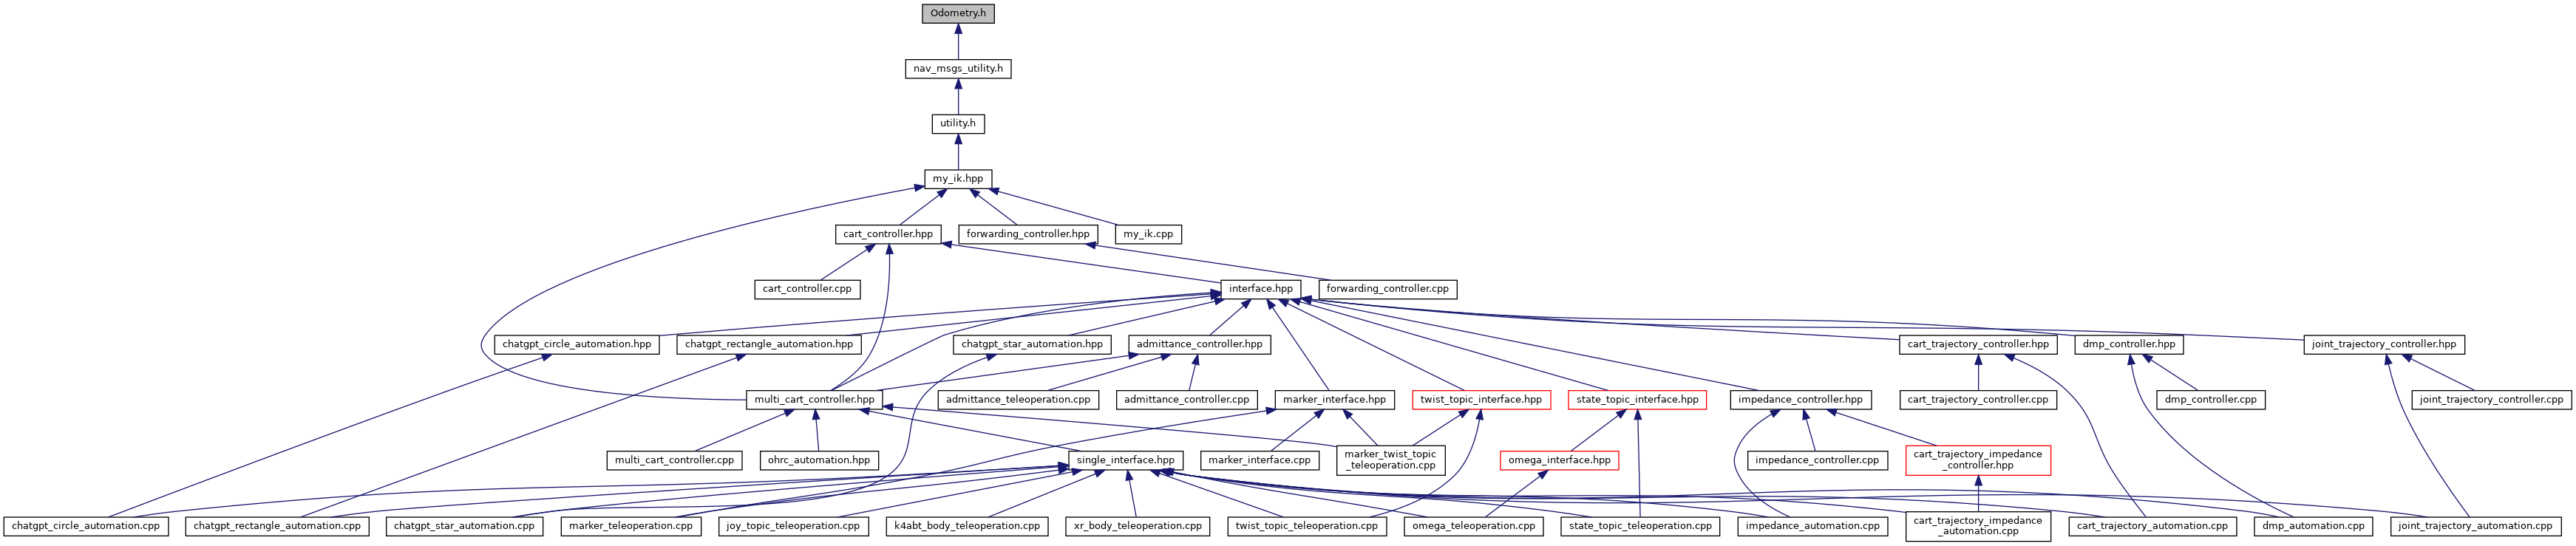 Odometry.h
nav_msgs_utility.h
utility.h
my_ik.hpp
cart_controller.hpp
forwarding_controller.hpp
my_ik.cpp
cart_controller.cpp
interface.hpp
forwarding_controller.cpp
chatgpt_circle_automation.hpp
chatgpt_rectangle_automation.hpp
chatgpt_star_automation.hpp
admittance_controller.hpp
cart_trajectory_controller.hpp
dmp_controller.hpp
joint_trajectory_controller.hpp
multi_cart_controller.hpp
admittance_teleoperation.cpp
admittance_controller.cpp
marker_interface.hpp
twist_topic_interface.hpp
state_topic_interface.hpp
impedance_controller.hpp
cart_trajectory_controller.cpp
dmp_controller.cpp
joint_trajectory_controller.cpp
multi_cart_controller.cpp
ohrc_automation.hpp
single_interface.hpp
marker_interface.cpp
marker_twist_topic
_teleoperation.cpp
omega_interface.hpp
impedance_controller.cpp
cart_trajectory_impedance
_controller.hpp
chatgpt_circle_automation.cpp
chatgpt_rectangle_automation.cpp
chatgpt_star_automation.cpp
marker_teleoperation.cpp
joy_topic_teleoperation.cpp
k4abt_body_teleoperation.cpp
xr_body_teleoperation.cpp
twist_topic_teleoperation.cpp
omega_teleoperation.cpp
state_topic_teleoperation.cpp
impedance_automation.cpp
cart_trajectory_impedance
_automation.cpp
cart_trajectory_automation.cpp
dmp_automation.cpp
joint_trajectory_automation.cpp